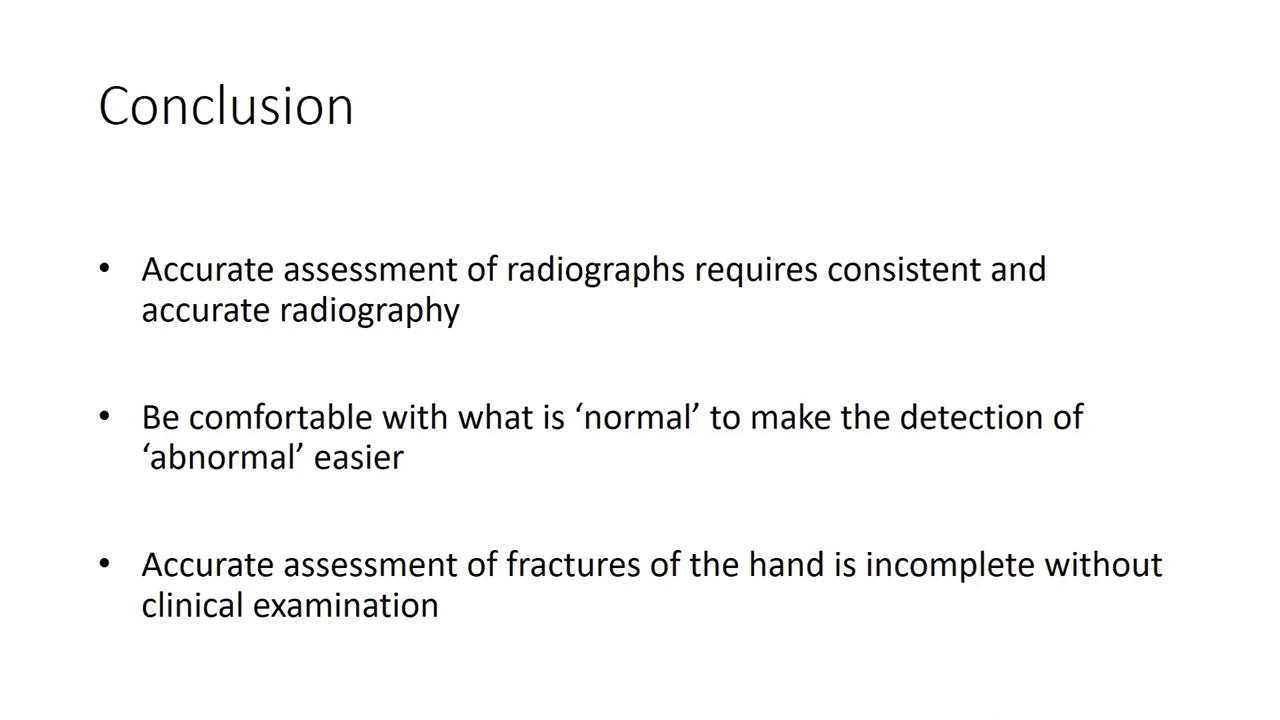 Conclusion
• Accurate assessment of radiographs requires consistent and
accurate radiography
• Be comfortable with what is ‘normal’ to make the detection of
‘abnormal’ easier
• Accurate assessment of fractures of the hand is incomplete without
clinical examination